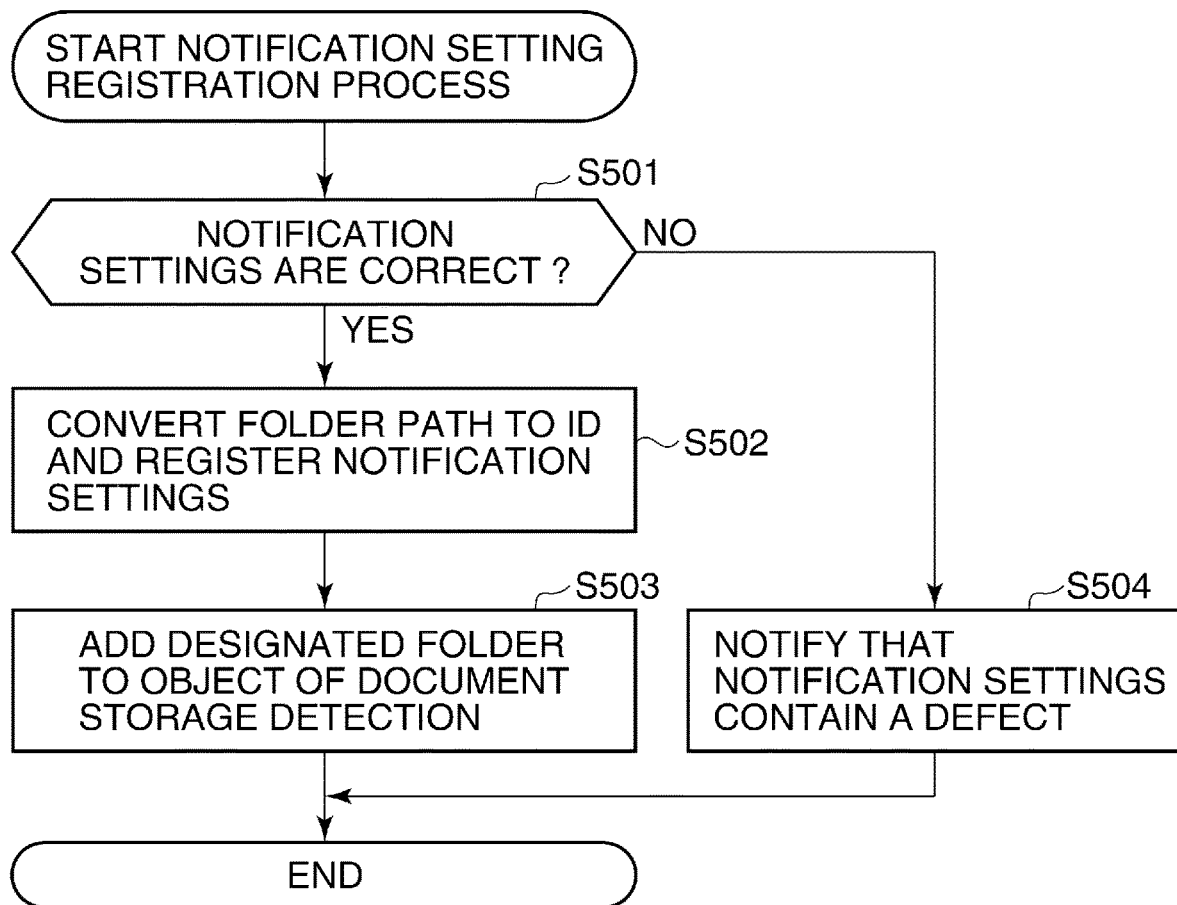 START NOTIFICATION SETTING
REGISTRATION PROCESS
S501
NOTIFICATION
SETTINGS ARE CORRECT ?
NO
YES
CONVERT FOLDER PATH TO ID
AND REGISTER NOTIFICATION
SETTINGS
S502
S503
ADD DESIGNATED FOLDER
TO OBJECT OF DOCUMENT
STORAGE DETECTION
S504
NOTIFY THAT
NOTIFICATION SETTINGS
CONTAIN A DEFECT
END